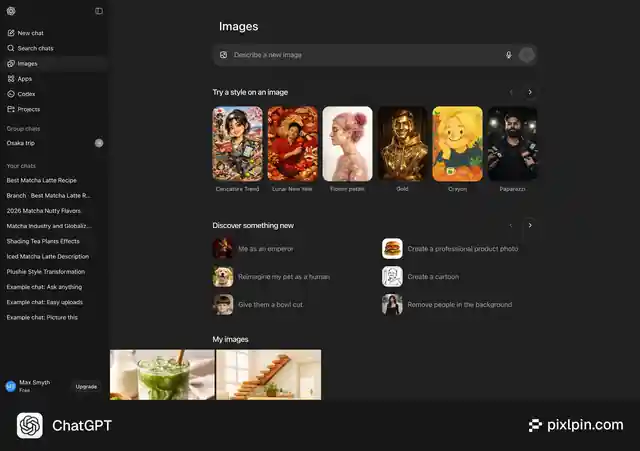 New chat
Search chats
Images
Apps
Codex
Projects
Group chats
Osaka trip
Your chats
Best Matcha Latte Recipe
Branch · Best Matcha Latte R...
2026 Matcha Nutty Flavors
Matcha Industry and Globaliz...
Shading Tea Plants Effects
Iced Matcha Latte Description
Plushie Style Transformation
Example chat: Ask anything
Example chat: Easy uploads
Example chat: Picture this
Max Smyth
Free
Upgrade
Images
Describe a new image
Try a style on an image
Caricature Trend
Lunar New Year
Flower petals
Gold
Crayon
Paparazzi
Discover something new
Me as an emperor
Create a professional product photo
Reimagine my pet as a human
Create a cartoon
Give them a bowl cut
Remove people in the background
My images
ChatGPT
pixlpin.com